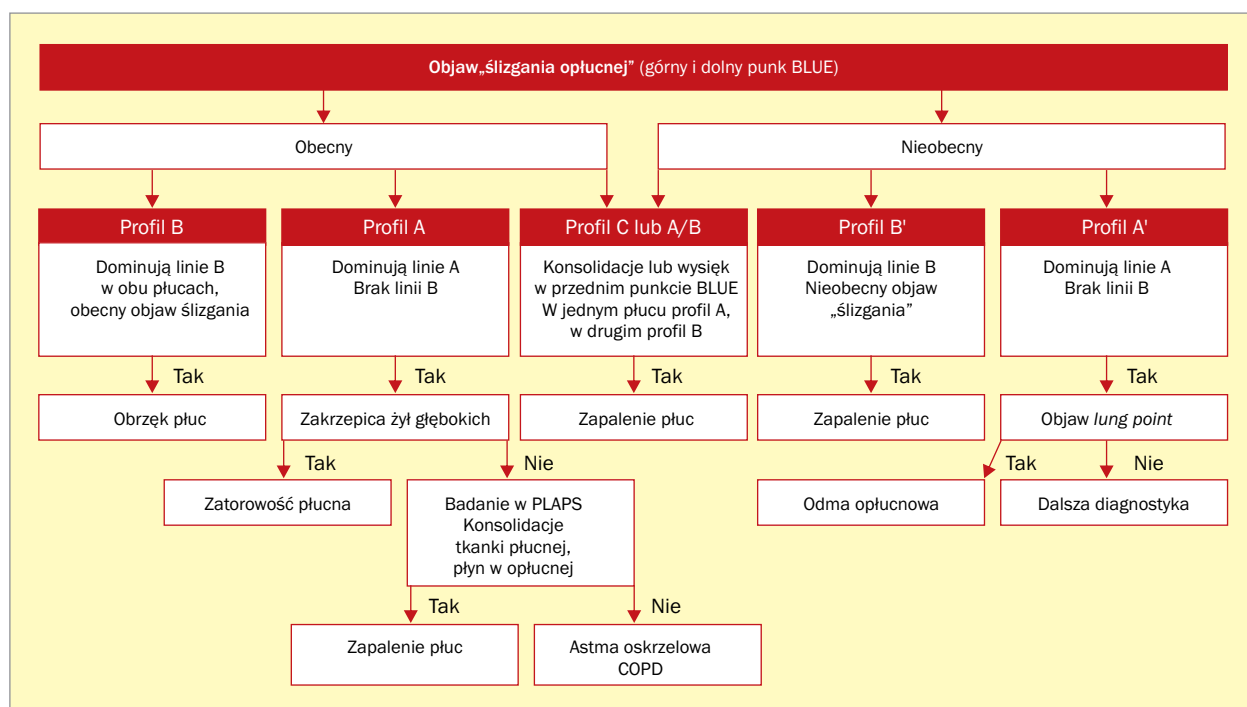 Objaw„ślizgania opłucnej” (górny i dolny punk BLUE)
Obecny
Nieobecny
Profil B
Dominują linie B
w obu płucach,
obecny objaw ślizgania
Profil A
Dominują linie A
Brak linii B
Profil C lub A/B
Konsolidacje lub wysięk
w przednim punkcie BLUE
W jednym płucu profil A,
w drugim profil B
Profil B'
Dominują linie B
Nieobecny objaw
„ślizgania”
Profil A'
Dominują linie A
Brak linii B
Tak
Tak
Tak
Tak
Tak
Obrzęk płuc
Zakrzepica żył głębokich
Zapalenie płuc
Zapalenie płuc
Objaw lung point
Tak
Nie
Tak
Nie
Zatorowość płucna
Badanie w PLAPS
Konsolidacje
tkanki płucnej,
płyn w opłucnej
Odma opłucnowa
Dalsza diagnostyka
Tak
Nie
Zapalenie płuc
Astma oskrzelowa
COPD